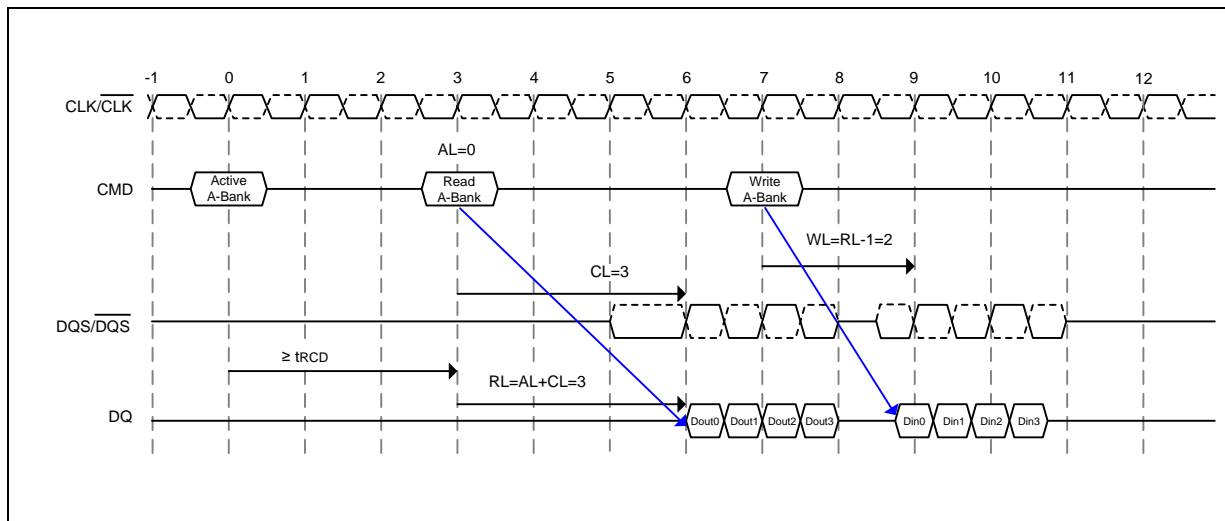 -1 0 1 2 3 4 5 6 7 8 9 10 11 12
CLK/CLK
AL=0
CMD
Active
A-Bank
Read
A-Bank
Write
A-Bank
WL=RL-1=2
CL=3
DQS/DQS
≥ tRCD
RL=AL+CL=3
DQ
Dout0 Dout1 Dout2 Dout3 Din0 Din1 Din2 Din3